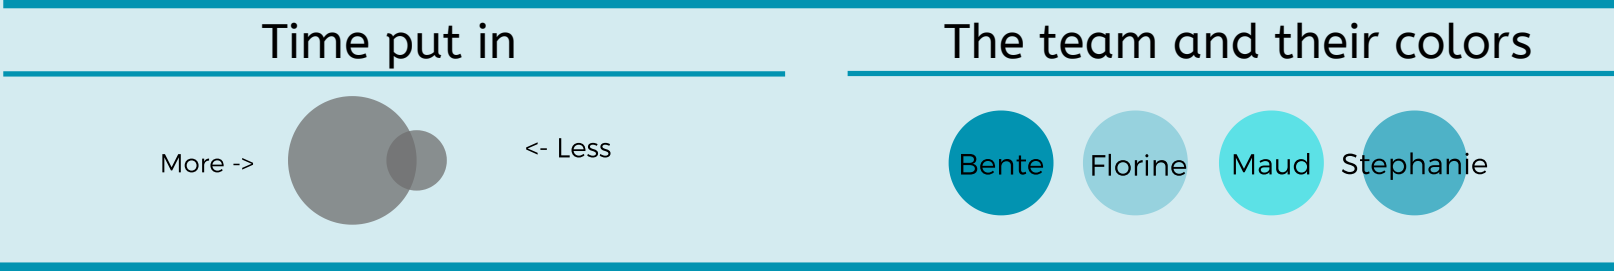 Time put in
The team and their colors
More ->
<- Less
Bente
Florine
Maud
Stephanie